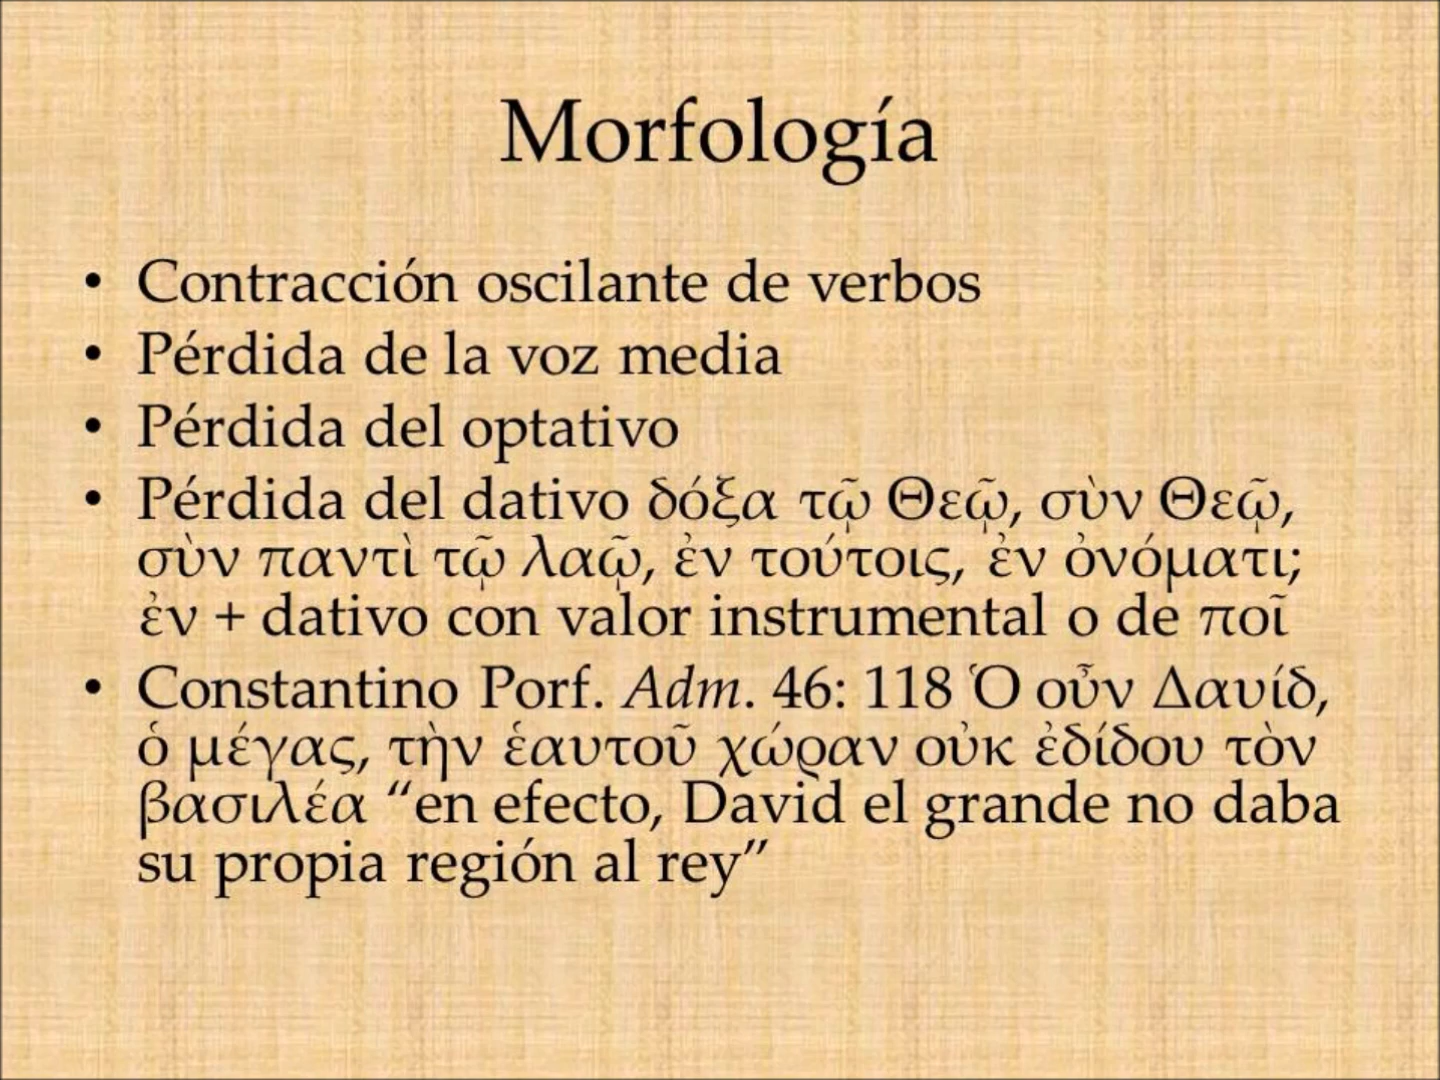 Morfología
• Contracción oscilante de verbos
• Pérdida de la voz media
• Pérdida del optativo
• Pérdida del dativo δόξα τῷ Θεῷ, σὺν Θεῷ,
σὺν παντὶ τῷ λαῷ, ἐν τούτοις, ἐν ὀνόματι;
ἐν + dativo con valor instrumental o de ποῖ
• Constantino Porf. Adm. 46: 118 Ὁ οὖν Δαυίδ,
ὁ μέγας, τὴν ἑαυτοῦ χώραν οὐκ ἐδίδου τὸν
βασιλέα “en efecto, David el grande no daba
su propia región al rey”